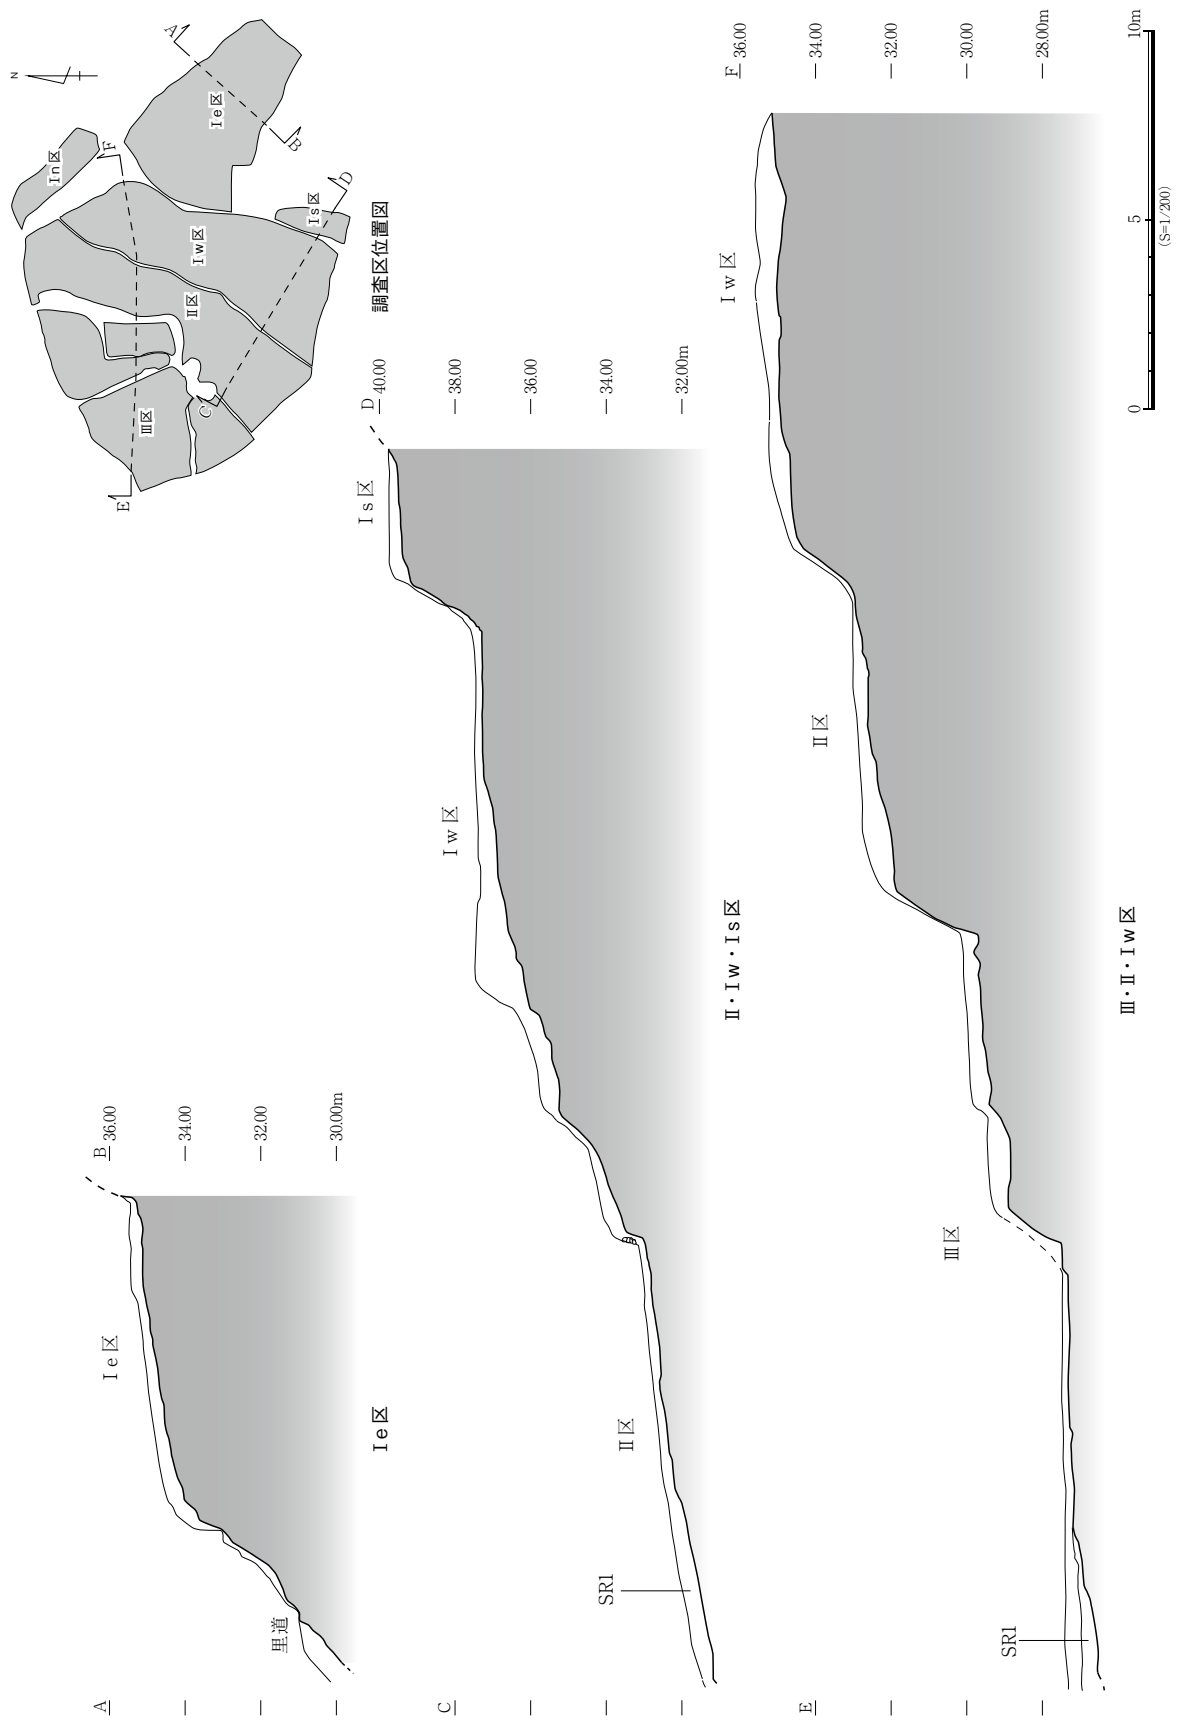 N
A
B
C
D
E
F
Ⅰn区
Ⅰe区
Ⅰs区
Ⅰw区
Ⅱ区
Ⅲ区
調査区位置図
A
B
36.00
34.00
32.00
30.00m
Ⅰe区
里道
Ⅰe区
C
D
40.00
38.00
36.00
34.00
32.00m
Ⅰs区
Ⅰw区
Ⅱ区
SR1
Ⅱ・Ⅰw・Ⅰs区
E
F
36.00
34.00
32.00
30.00
28.00m
Ⅰw区
Ⅱ区
Ⅲ区
SR1
Ⅲ・Ⅱ・Ⅰw区
0
5
10m
(S=1/200)